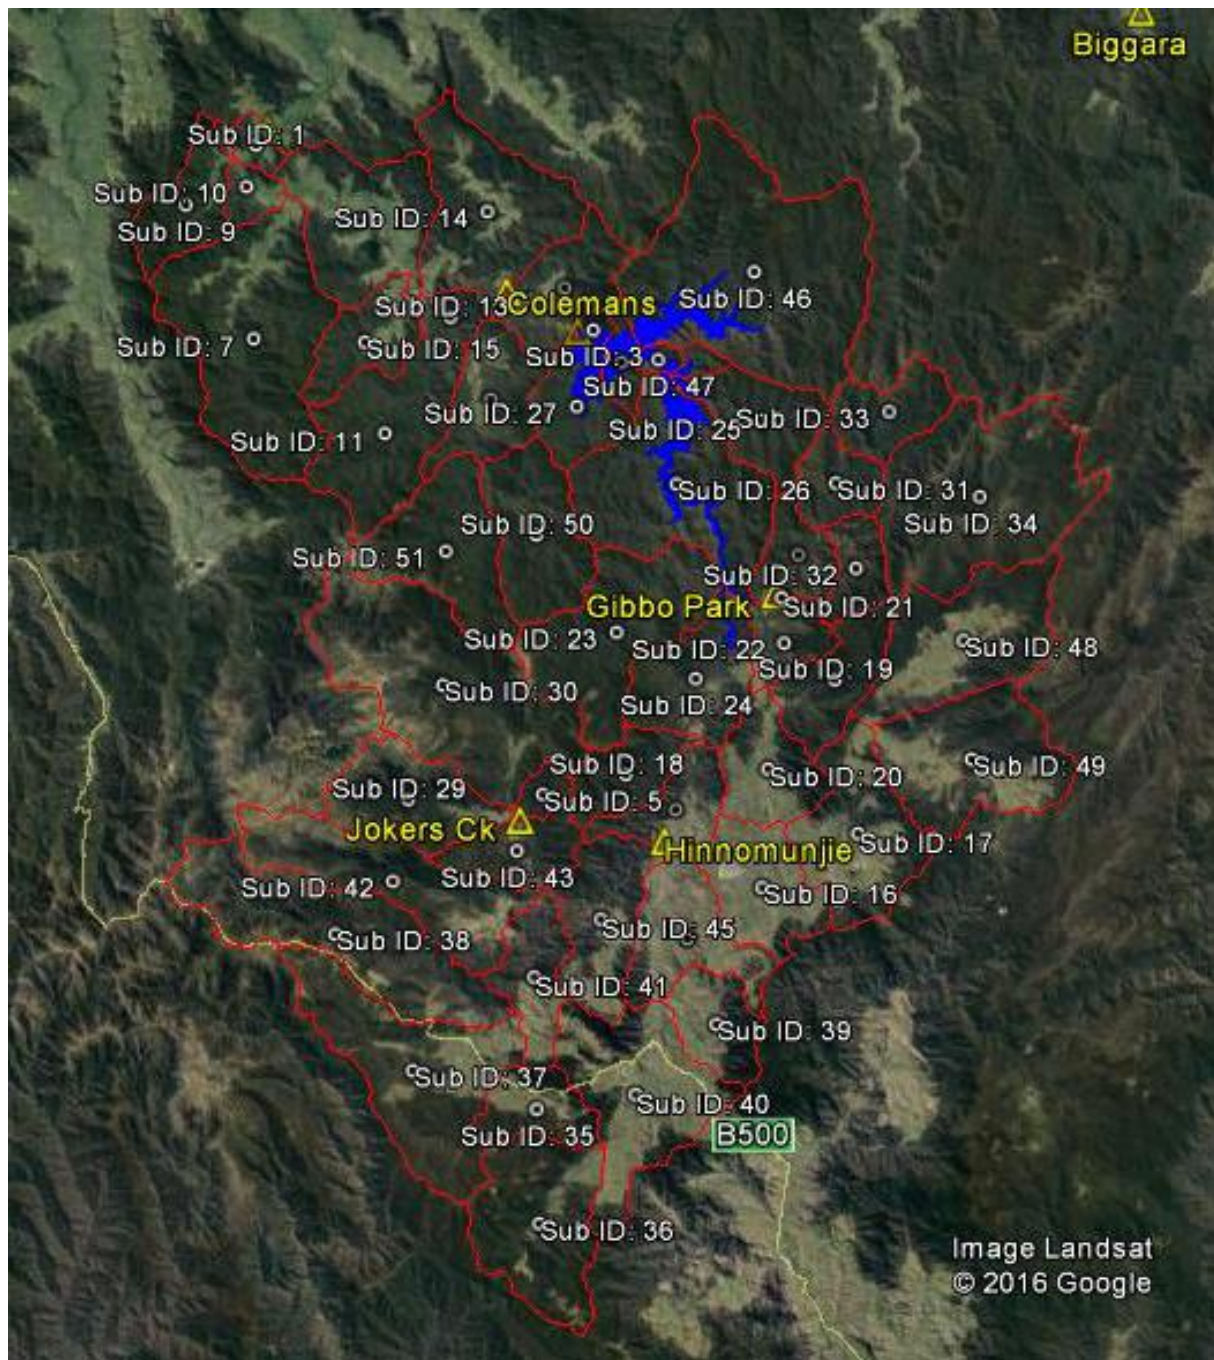 Biggara
Sub ID: 1
Sub ID: 10
Sub ID: 14
Sub ID: 9
Sub ID: 46
Sub ID: 13
Colemans
Sub ID: 7
Sub ID: 15
Sub ID: 3
Sub ID: 47
Sub ID: 27
Sub ID: 33
Sub ID: 25
Sub ID: 11
Sub ID: 26
Sub ID: 31
Sub ID: 50
Sub ID: 34
Sub ID: 51
Sub ID: 32
Gibbo Park
Sub ID: 21
Sub ID: 23
Sub ID: 22
Sub ID: 48
Sub ID: 19
Sub ID: 30
Sub ID: 24
Sub ID: 18
Sub ID: 49
Sub ID: 20
Sub ID: 29
Sub ID: 5
Jokers Ck
Hinnomunjie
Sub ID: 17
Sub ID: 43
Sub ID: 42
Sub ID: 16
Sub ID: 45
Sub ID: 38
Sub ID: 41
Sub ID: 39
Sub ID: 37
Sub ID: 40
Sub ID: 35
B500
Sub ID: 36
Image Landsat
© 2016 Google